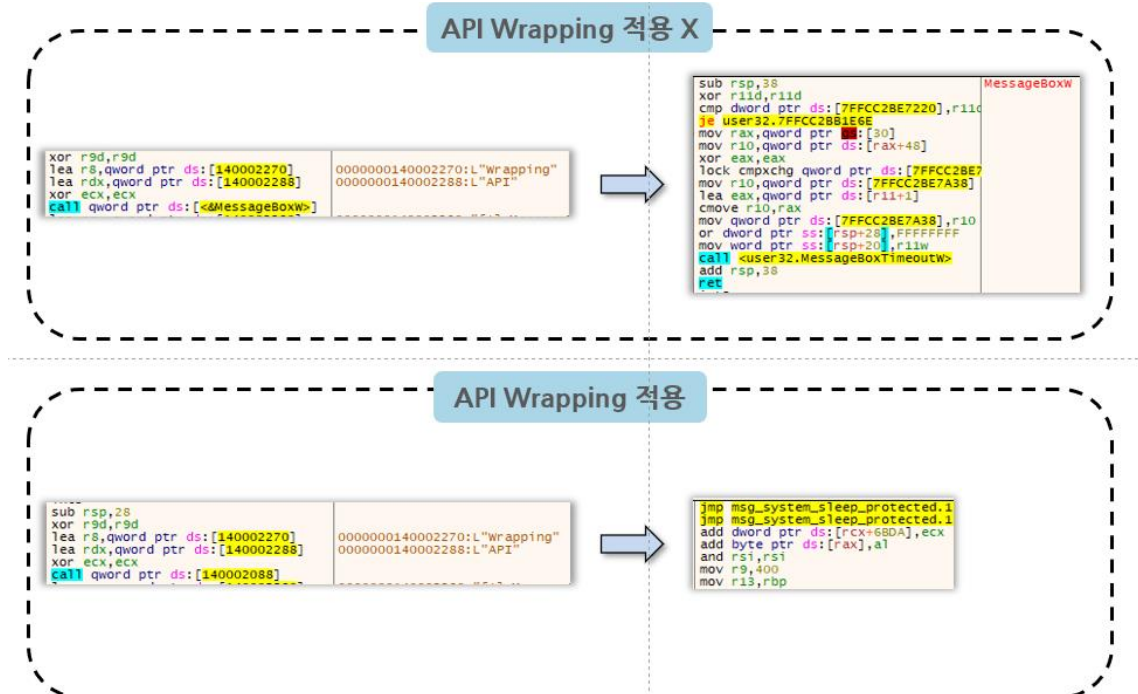 API Wrapping 적용 X
xor r9d,r9d
lea r8,qword ptr ds:[140002270]
lea rdx,qword ptr ds:[140002288]
xor ecx,ecx
call qword ptr ds:[<&MessageBoxW>]
0000000140002270:L"Wrapping"
0000000140002288:L"API"
sub rsp,38
xor r11d,r11d
cmp dword ptr ds:[7FFCC2BE7220],r11d
je user32.7FFCC2BB1E6E
mov rax,qword ptr gs:[30]
mov r10,qword ptr ds:[rax+48]
xor eax,eax
lock cmpxchg qword ptr ds:[7FFCC2BE7
mov r10,qword ptr ds:[7FFCC2BE7A38]
lea eax,qword ptr ds:[r11+1]
cmove r10,rax
mov qword ptr ds:[7FFCC2BE7A38],r10
or dword ptr ss:[rsp+28],FFFFFFFF
mov word ptr ss:[rsp+20],r11w
call <user32.MessageBoxTimeoutW>
add rsp,38
ret
MessageBoxW
API Wrapping 적용
sub rsp,28
xor r9d,r9d
lea r8,qword ptr ds:[140002270]
lea rdx,qword ptr ds:[140002288]
xor ecx,ecx
call qword ptr ds:[140002088]
0000000140002270:L"Wrapping"
0000000140002288:L"API"
jmp msg_system_sleep_protected.1
jmp msg_system_sleep_protected.1
add dword ptr ds:[rcx+6BDA],ecx
add byte ptr ds:[rax],al
and rsi,rsi
mov r9,400
mov r13,rbp